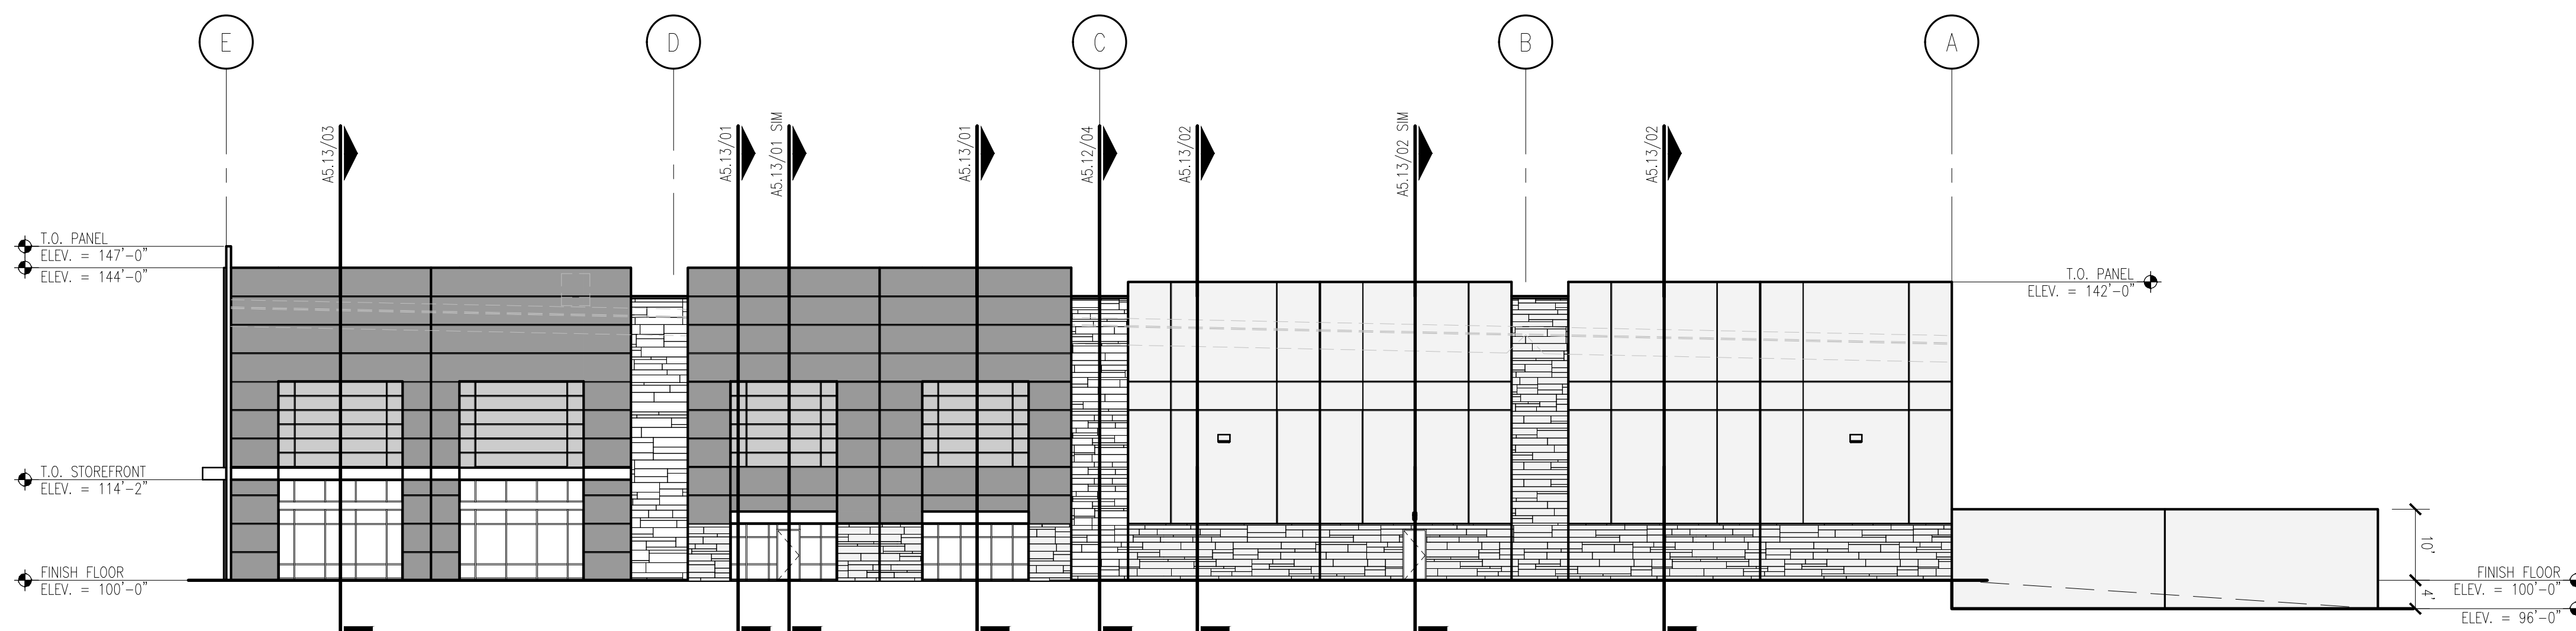 E
D
C
B
A
A5.13/03
A5.13/01
A5.13/01 SIM
A5.13/01
A5.12/04
A5.13/02
A5.13/02 SIM
A5.13/02
T.O. PANEL
ELEV. = 147'-0"
ELEV. = 144'-0"
T.O. PANEL
ELEV. = 142'-0"
T.O. STOREFRONT
ELEV. = 114'-2"
FINISH FLOOR
ELEV. = 100'-0"
10'
4'
FINISH FLOOR
ELEV. = 100'-0"
ELEV. = 96'-0"